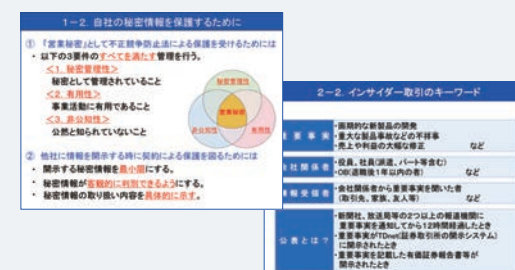 1－2．自社の秘密情報を保護するために
① 「営業秘密」として不正競争防止法による保護を受けるためには
・ 以下の3要件のすべてを満たす管理を行う。
＜1．秘密管理性＞
秘密として管理されていること
＜2．有用性＞
事業活動に有用であること
＜3．非公知性＞
公然と知られていないこと
秘密管理性
営業秘密
非公知性
有用性
② 他社に情報を開示する時に契約による保護を図るためには
・ 開示する秘密情報を最小限にする。
・ 秘密情報が客観的に判別できるようにする。
・ 秘密情報の取り扱い内容を具体的に示す。
2－2．インサイダー取引のキーワード
重要事実
・画期的な新製品の開発
・重大な製品事故などの不祥事
・売上や利益の大幅な修正 など
会社関係者
・役員、社員(派遣、パート等含む)
・OB(退職後1年以内の者) など
情報受領者
・会社関係者から重要事実を聞いた者
(取引先、家族、友人等) など
公表とは？
・新聞社、放送局等の2つ以上の報道機関に
重要事実を通知してから12時間経過したとき
・重要事実がTDnet(証券取引所の開示システム)
に開示されたとき
・重要事実を記載した有価証券報告書等が
開示されたとき